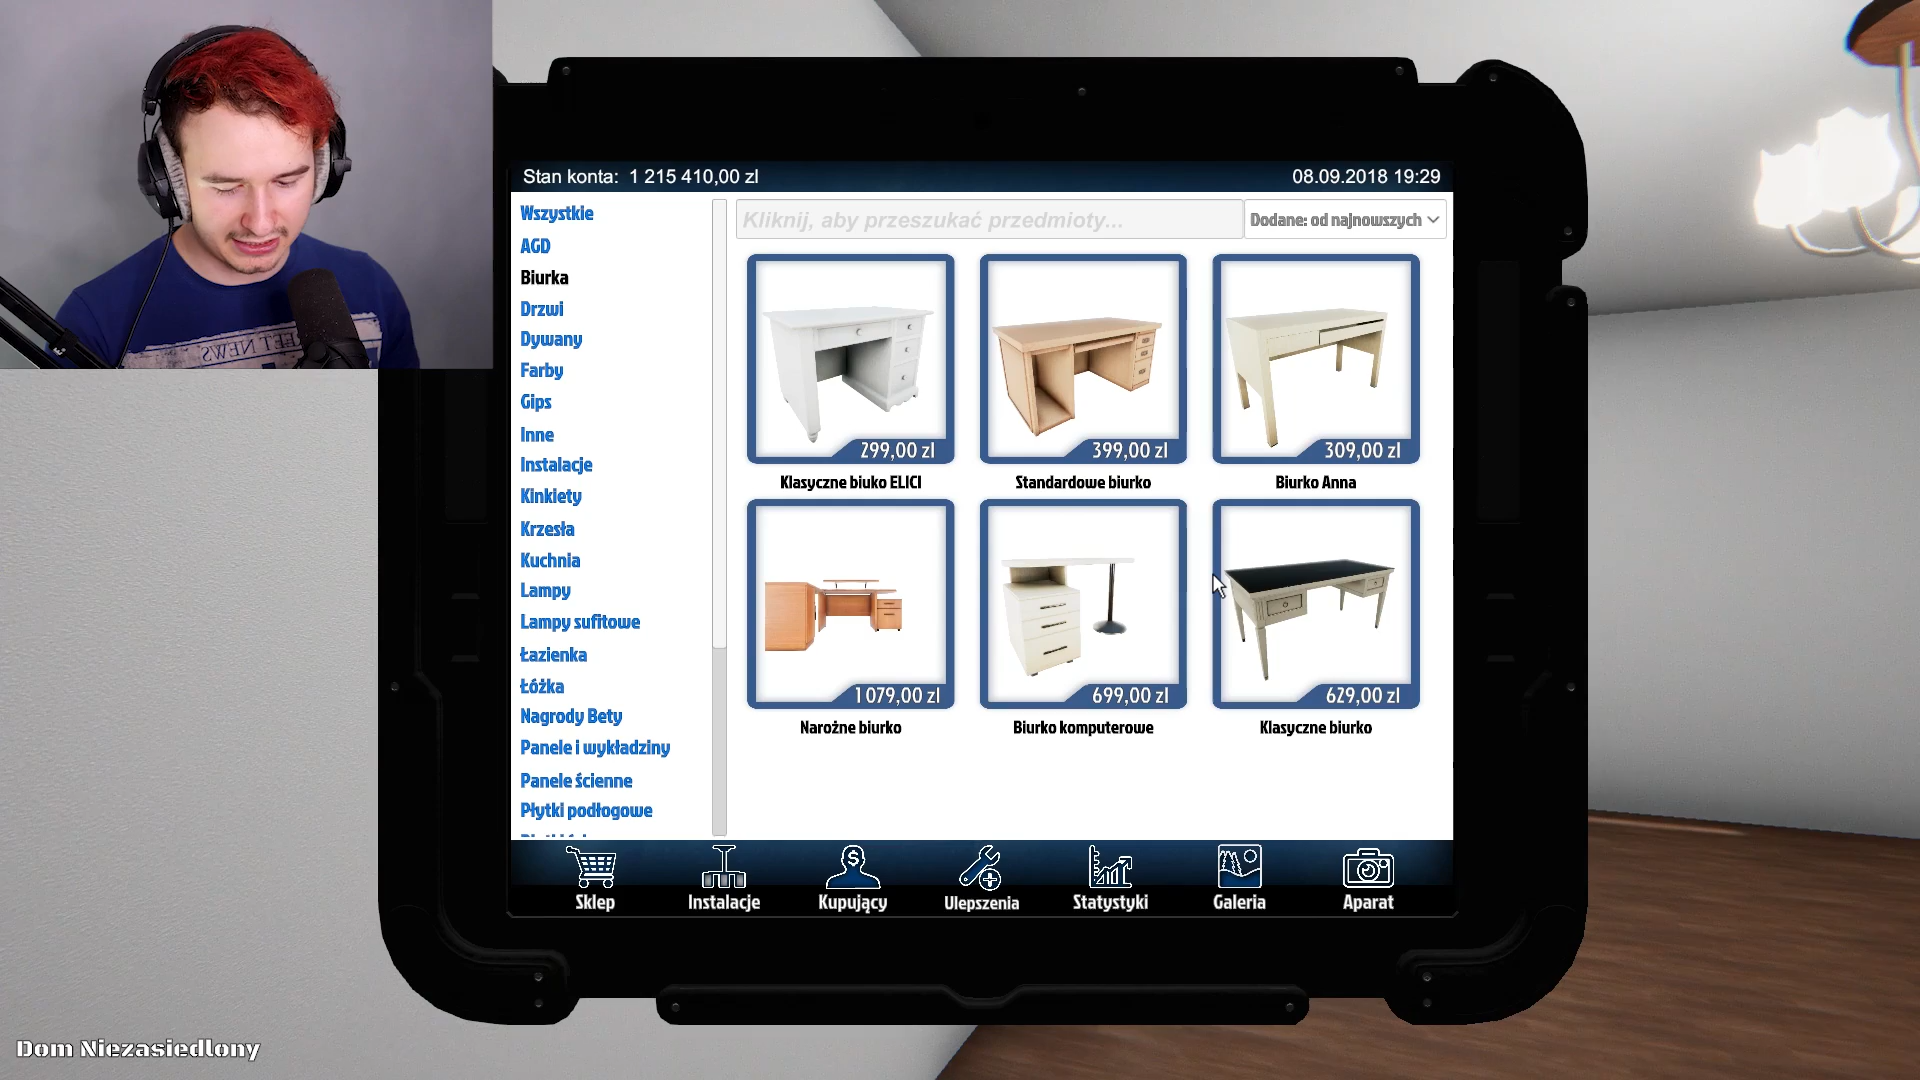 Stan konta: 1 215 410,00 zl
08.09.2018 19:29
Wszystkie
AGD
Biurka
Drzwi
Dywany
Farby
Gips
Inne
Instalacje
Kinkiety
Krzesła
Kuchnia
Lampy
Lampy sufitowe
Łazienka
Łóżka
Nagrody Bety
Panele i wykładziny
Panele ścienne
Płytki podłogowe
Kliknij, aby przeszukać przedmioty...
Dodane: od najnowszych
299,00 zl
399,00 zl
309,00 zl
Klasyczne biuko ELICI
Standardowe biurko
Biurko Anna
1 079,00 zl
699,00 zl
629,00 zl
Narożne biurko
Biurko komputerowe
Klasyczne biurko
Sklep
Instalacje
Kupujący
Ulepszenia
Statystyki
Galeria
Aparat
Dom Niezasiedlony